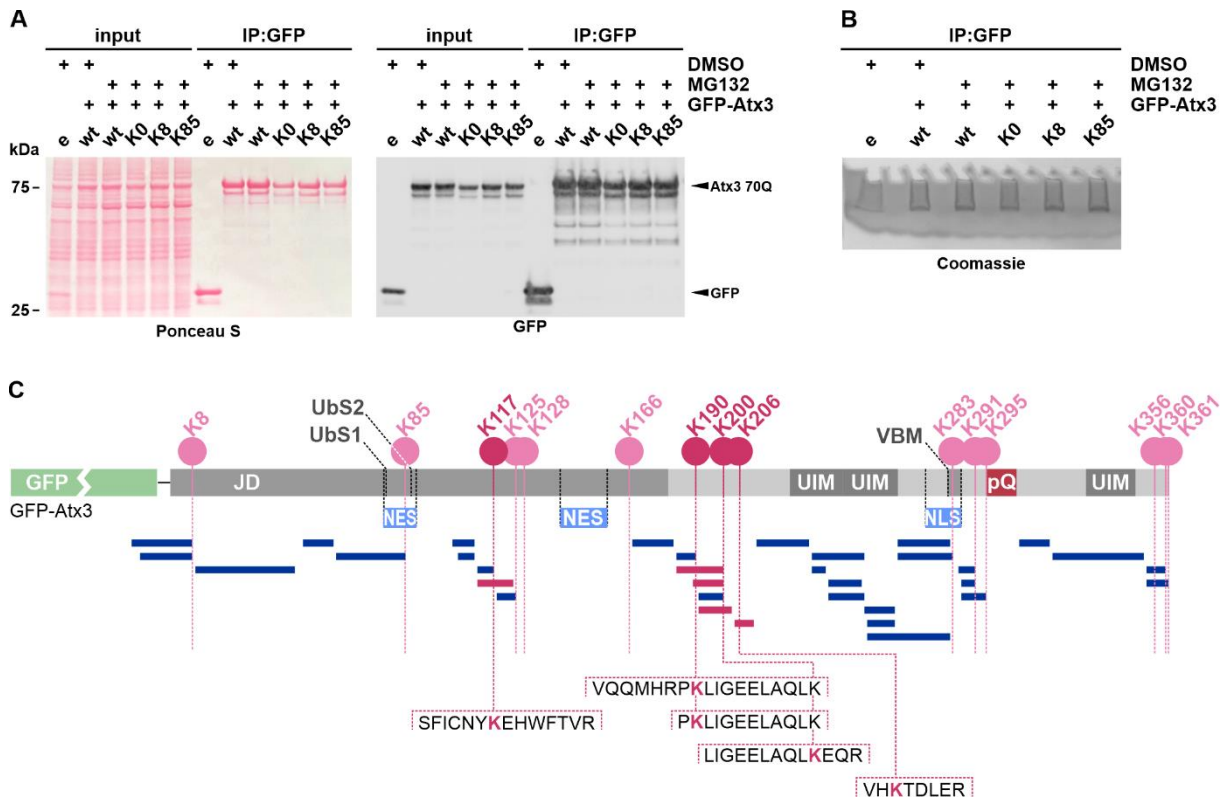 A
input IP:GFP input IP:GFP
+ + + + + + DMSO
+ + + + + + + + + + + + + + + + MG132
+ + + + + + + + + + + + + + + + + + + + GFP-Atx3
e wt wt K0 K8 K85 e wt wt K0 K8 K85 e wt wt K0 K8 K85 e wt wt K0 K8 K85
kDa
75
25
Atx3 70Q
GFP
Ponceau S
GFP
B
IP:GFP
+ + DMSO
+ + + + MG132
+ + + + + GFP-Atx3
e wt wt K0 K8 K85
Coomassie
C
K8 K85 K117 K125 K128 K166 K190 K200 K206 K283 K291 K295 K356 K360 K361
UbS2
UbS1
VBM
GFP JD UIM UIM pQ UIM
GFP-Atx3
NES NES NLS
VQQMHRPKLIGEELAQLK
SFICNYKEHWFTVR
PKLIGEELAQLK
LIGEELAQLKEQR
VHKTDLER